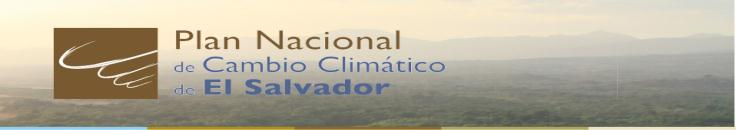 Plan Nacional
de Cambio Climático
de El Salvador